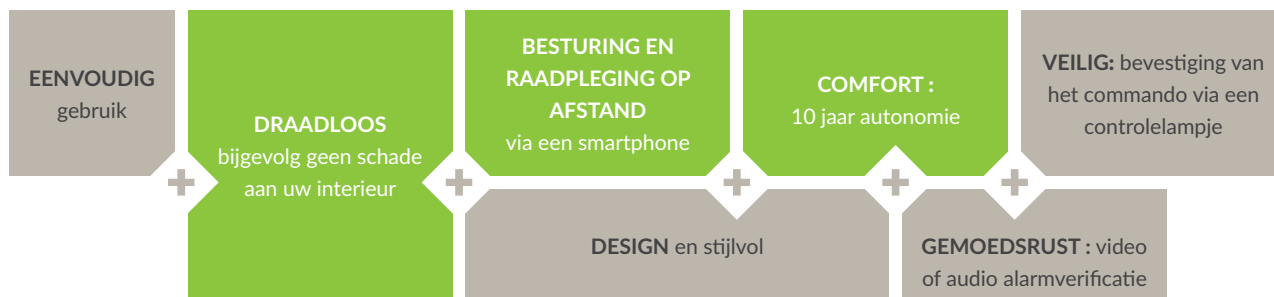 EENVOUDIG
gebruik
DRAADLOOS
bijgevolg geen schade
aan uw interieur
BESTURING EN
RAADPLEGING OP
AFSTAND
via een smartphone
COMFORT :
10 jaar autonomie
VEILIG: bevestiging van
het commando via een
controlelampje
DESIGN en stijlvol
GEMOEDSRUST : video
of audio alarmverificatie